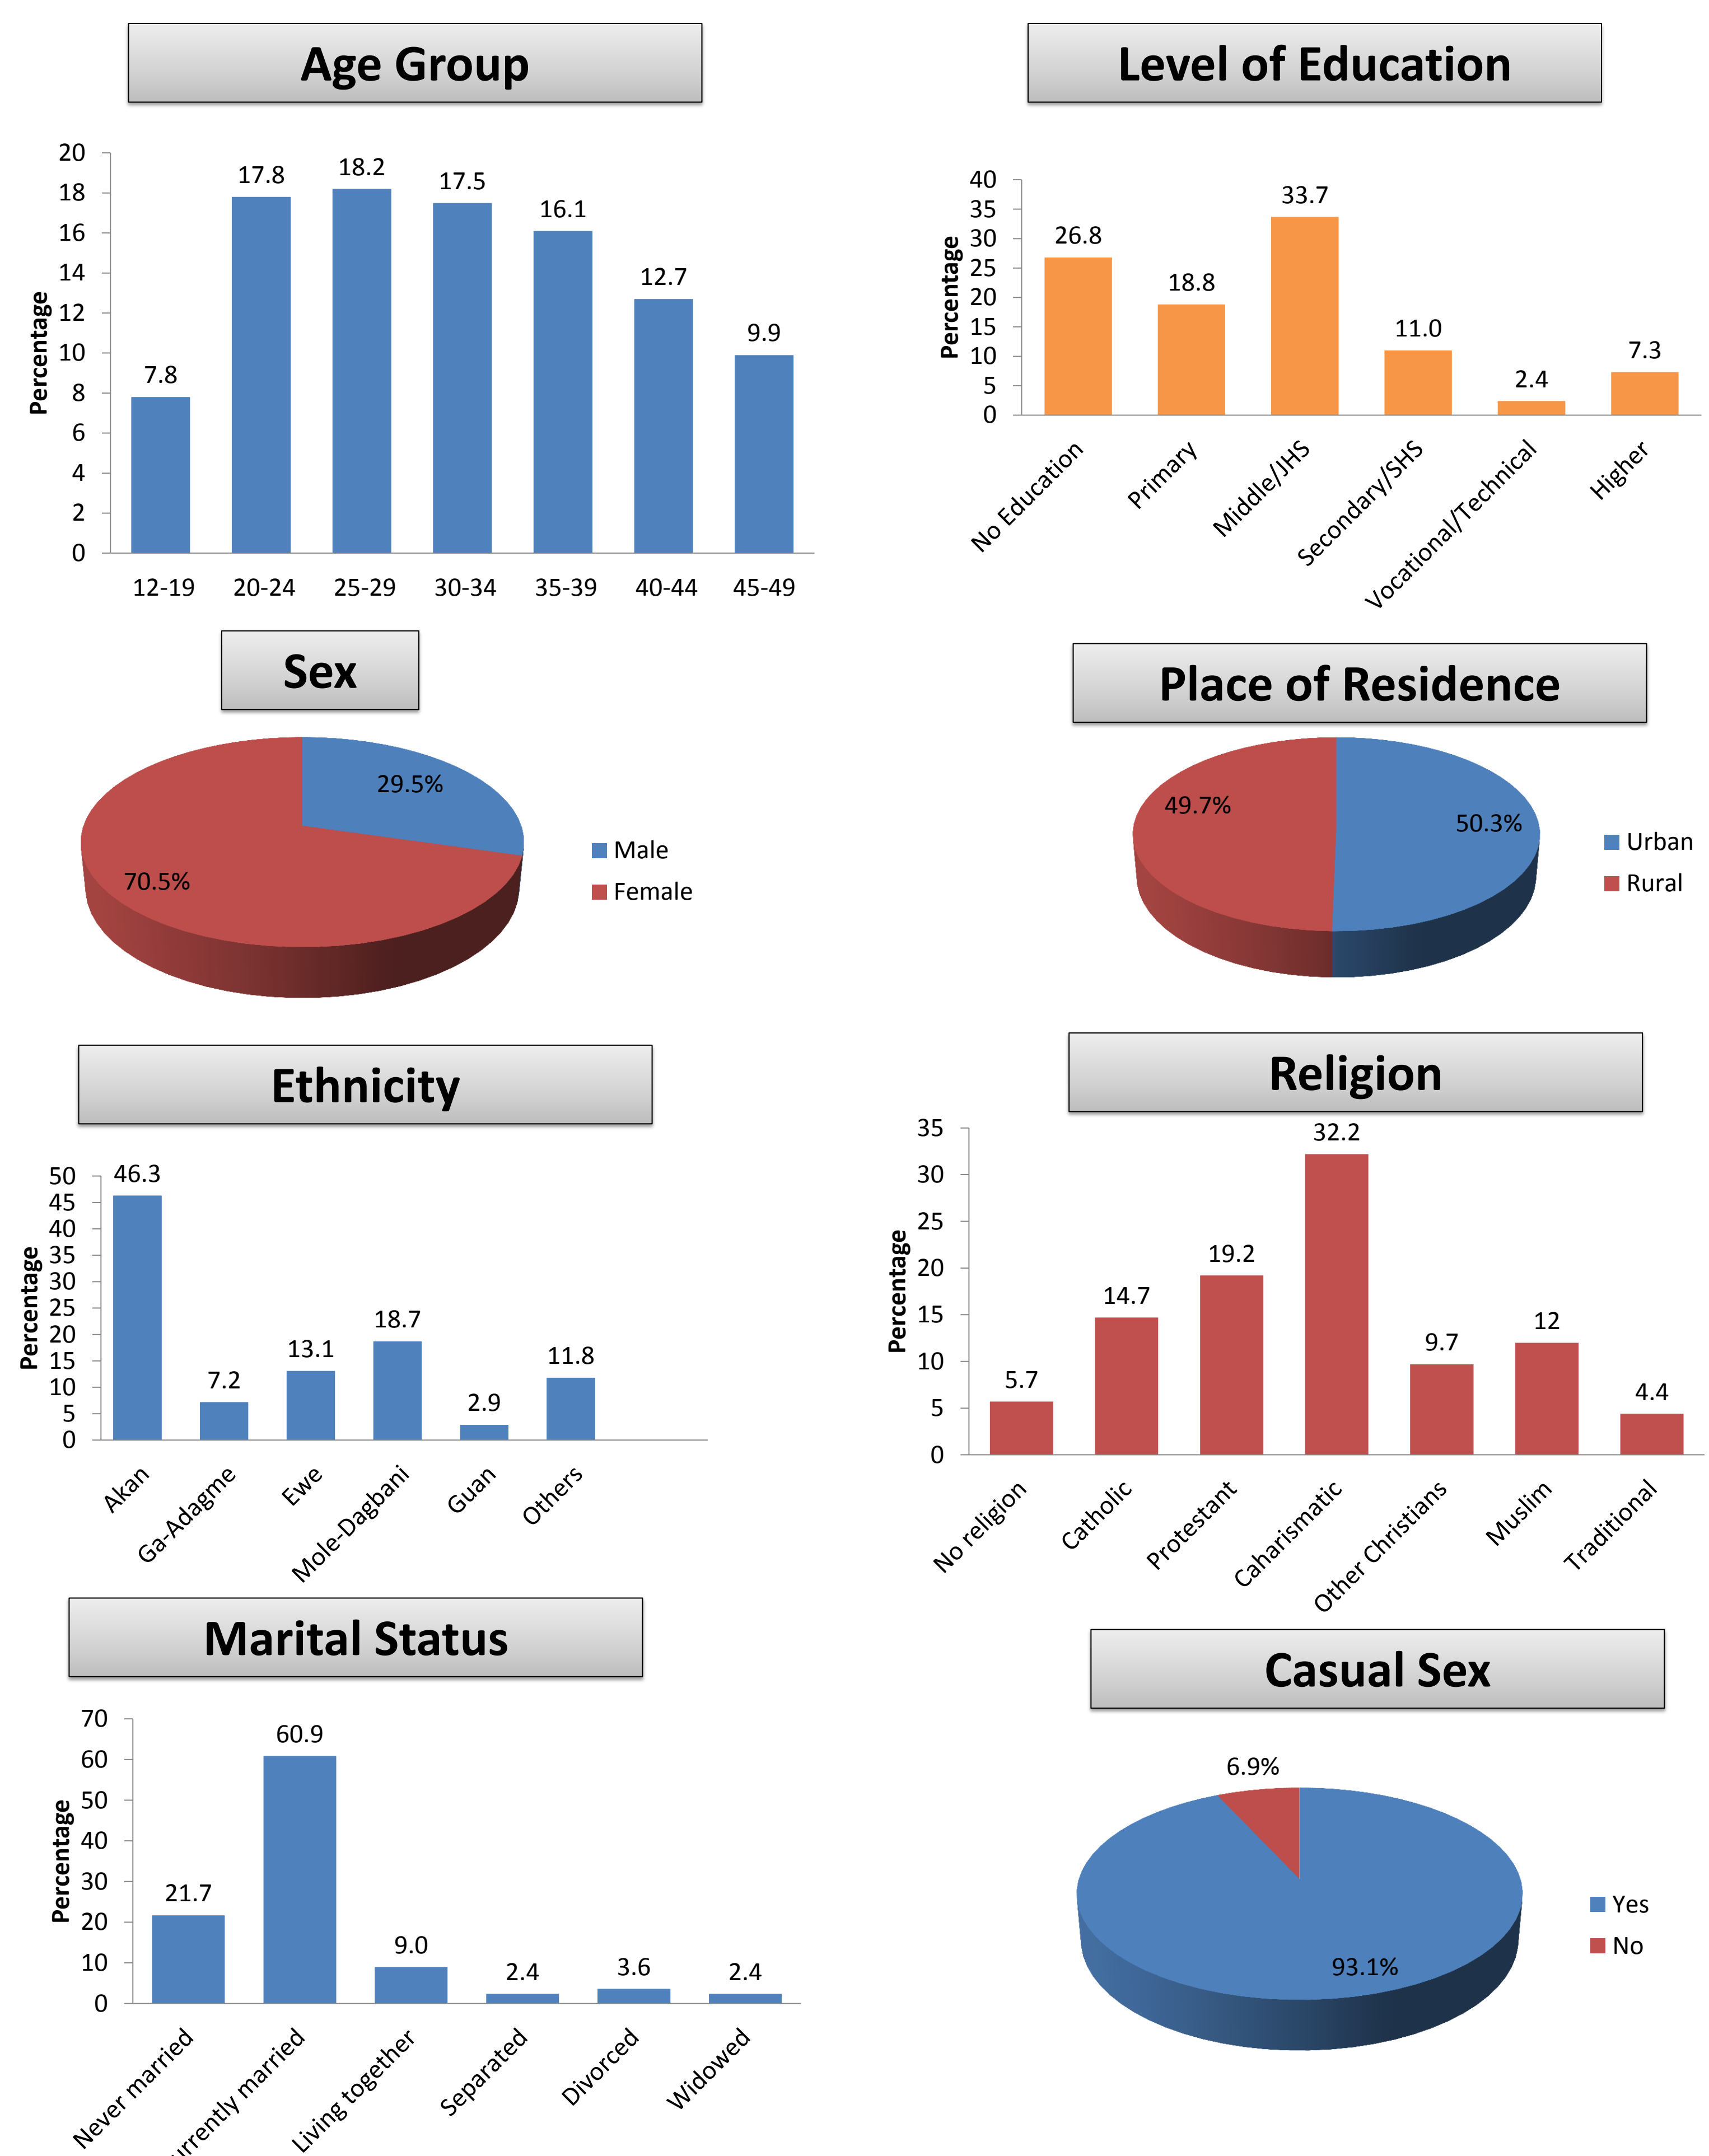 Age Group
Percentage
20
18
16
14
12
10
8
6
4
2
0
7.8
17.8
18.2
17.5
16.1
12.7
9.9
12-19 20-24 25-29 30-34 35-39 40-44 45-49
Level of Education
Percentage
40
35
30
25
20
15
10
5
0
26.8
18.8
33.7
11.0
2.4
7.3
No Education
Primary
Middle/JHS
Secondary/SHS
Vocational/Technical
Higher
Sex
29.5%
70.5%
Male
Female
Place of Residence
49.7%
50.3%
Urban
Rural
Ethnicity
Percentage
50
45
40
35
30
25
20
15
10
5
0
46.3
7.2
13.1
18.7
2.9
11.8
Akan
Ga-Adagme
Ewe
Mole-Dagbani
Guan
Others
Religion
Percentage
35
30
25
20
15
10
5
0
5.7
14.7
19.2
32.2
9.7
12
4.4
No religion
Catholic
Protestant
Caharismatic
Other Christians
Muslim
Traditional
Marital Status
Percentage
70
60
50
40
30
20
10
0
21.7
60.9
9.0
2.4
3.6
2.4
Never married
urrently married
Living together
Separated
Divorced
Widowed
Casual Sex
6.9%
93.1%
Yes
No